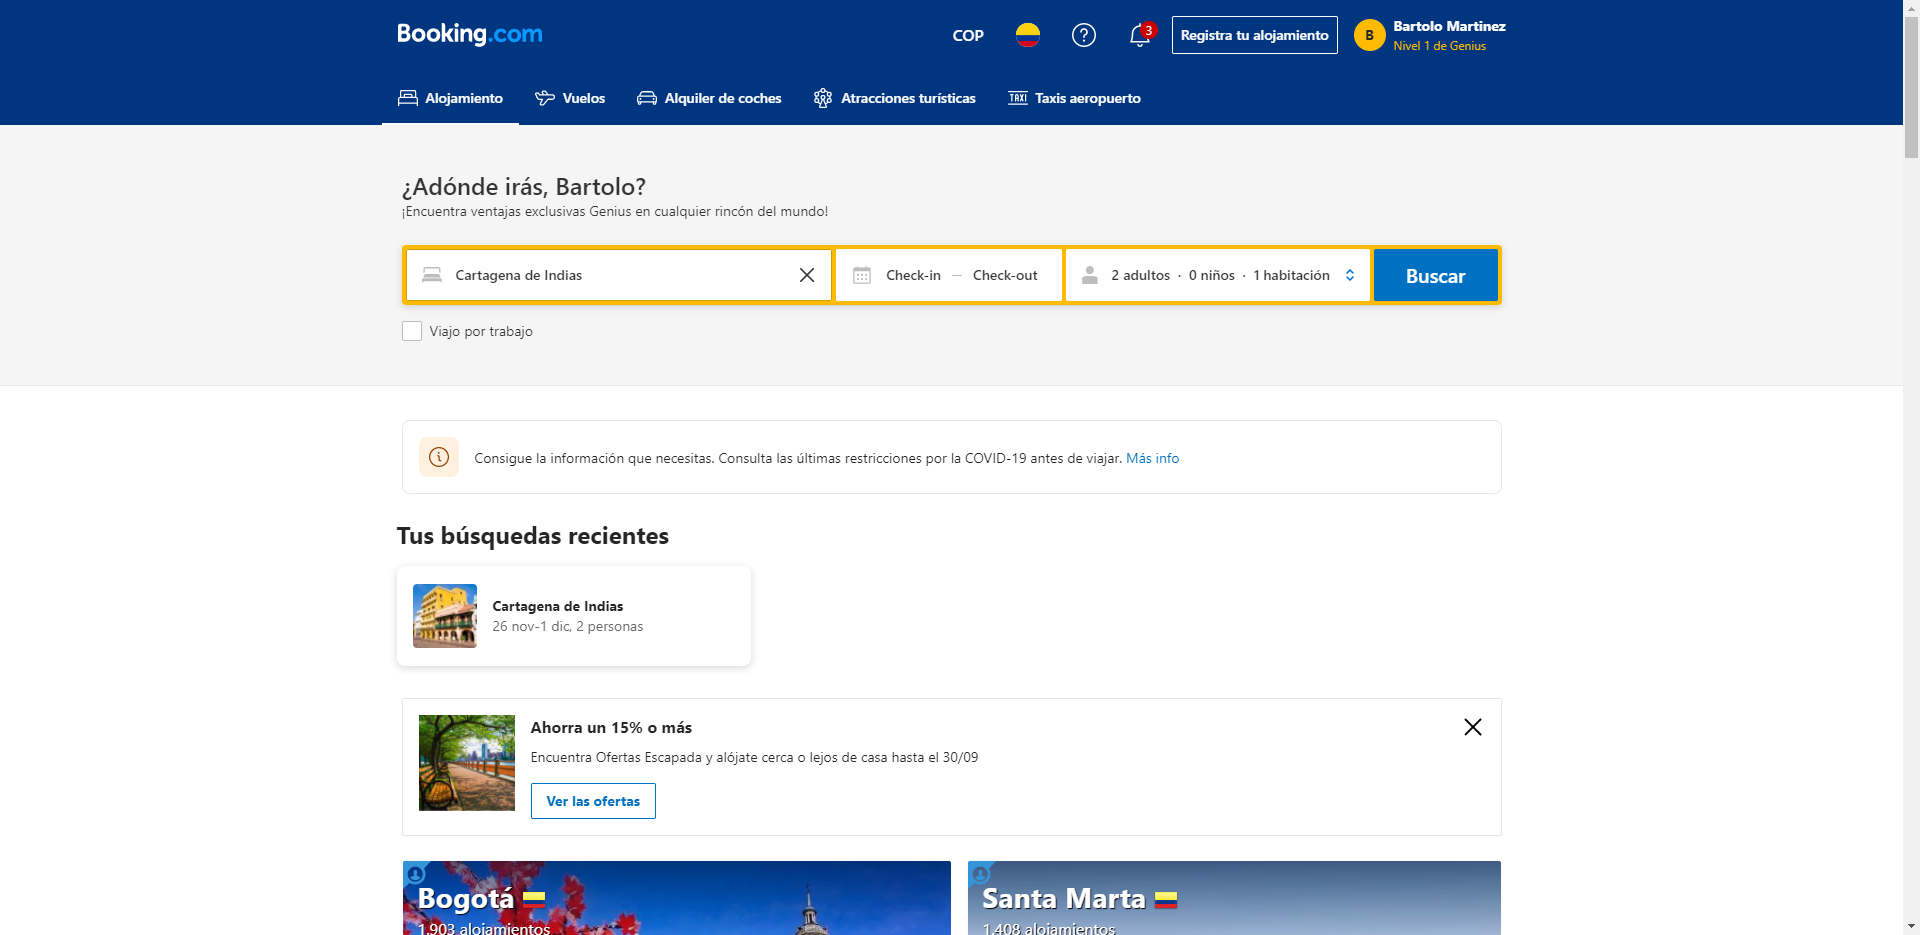 Booking.com
COP
3
Registra tu alojamiento
B
Bartolo Martinez
Nivel 1 de Genius
Alojamiento
Vuelos
Alquiler de coches
Atracciones turísticas
TAXI
Taxis aeropuerto
¿Adónde irás, Bartolo?
¡Encuentra ventajas exclusivas Genius en cualquier rincón del mundo!
Cartagena de Indias
Check-in — Check-out
2 adultos · 0 niños · 1 habitación
Buscar
Viajo por trabajo
Consigue la información que necesitas. Consulta las últimas restricciones por la COVID-19 antes de viajar. Más info
Tus búsquedas recientes
Cartagena de Indias
26 nov-1 dic, 2 personas
Ahorra un 15% o más
Encuentra Ofertas Escapada y alójate cerca o lejos de casa hasta el 30/09
Ver las ofertas
Bogotá
1.903 alojamientos
Santa Marta
1.408 alojamientos